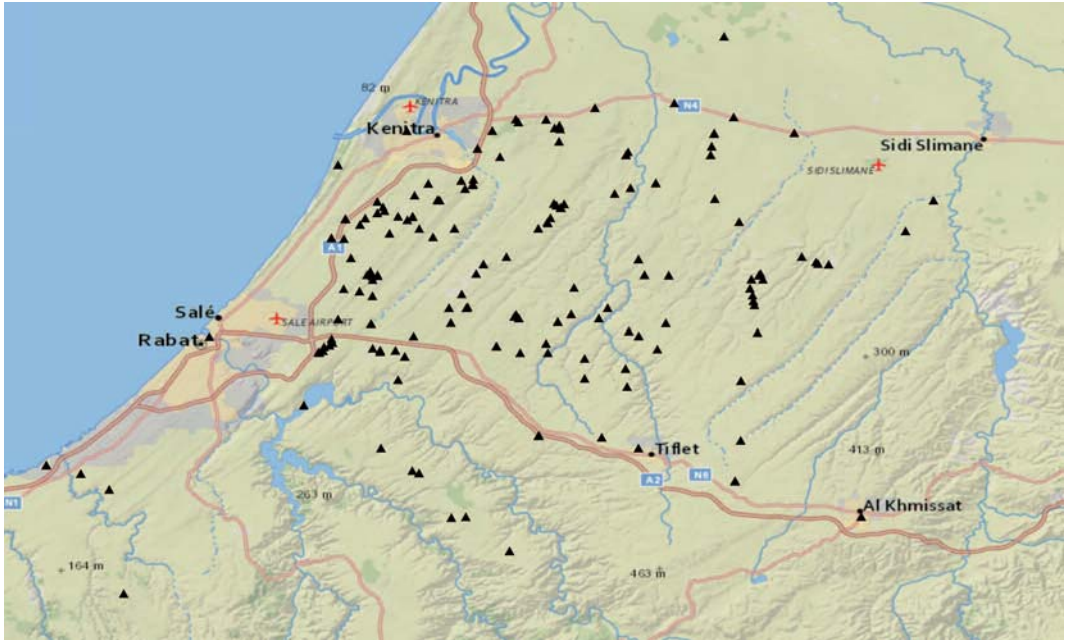 82 m
KENITRA
N4
Kenitra
Sidi Slimane
SIDI SLIMANE
A1
Salé
SALE AIRPORT
Rabat
300 m
Tiflet
413 m
A2
N6
N1
263 m
Al Khmissat
164 m
463 m